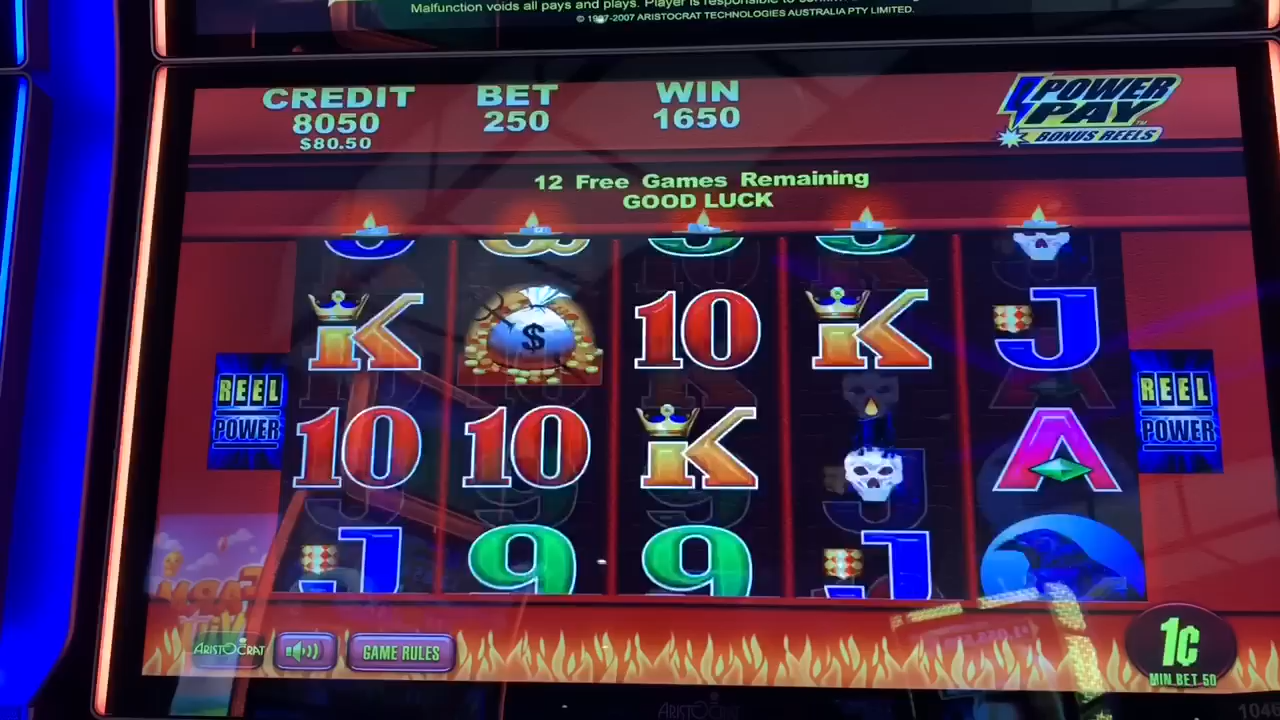 Malfunction voids all pays and plays. Player is responsible to
© 1997-2007 ARISTOCRAT TECHNOLOGIES AUSTRALIA PTY LIMITED.
CREDIT BET WIN
8050 250 1650
$80.50
POWER
PAY
BONUS REELS
12 Free Games Remaining
GOOD LUCK
K $ 10 K J
REEL
POWER
REEL
POWER
10 10 K A
J 9 9 J
ARISTOCRAT
GAME RULES
1¢
MIN BET 50
ARISTOCRAT